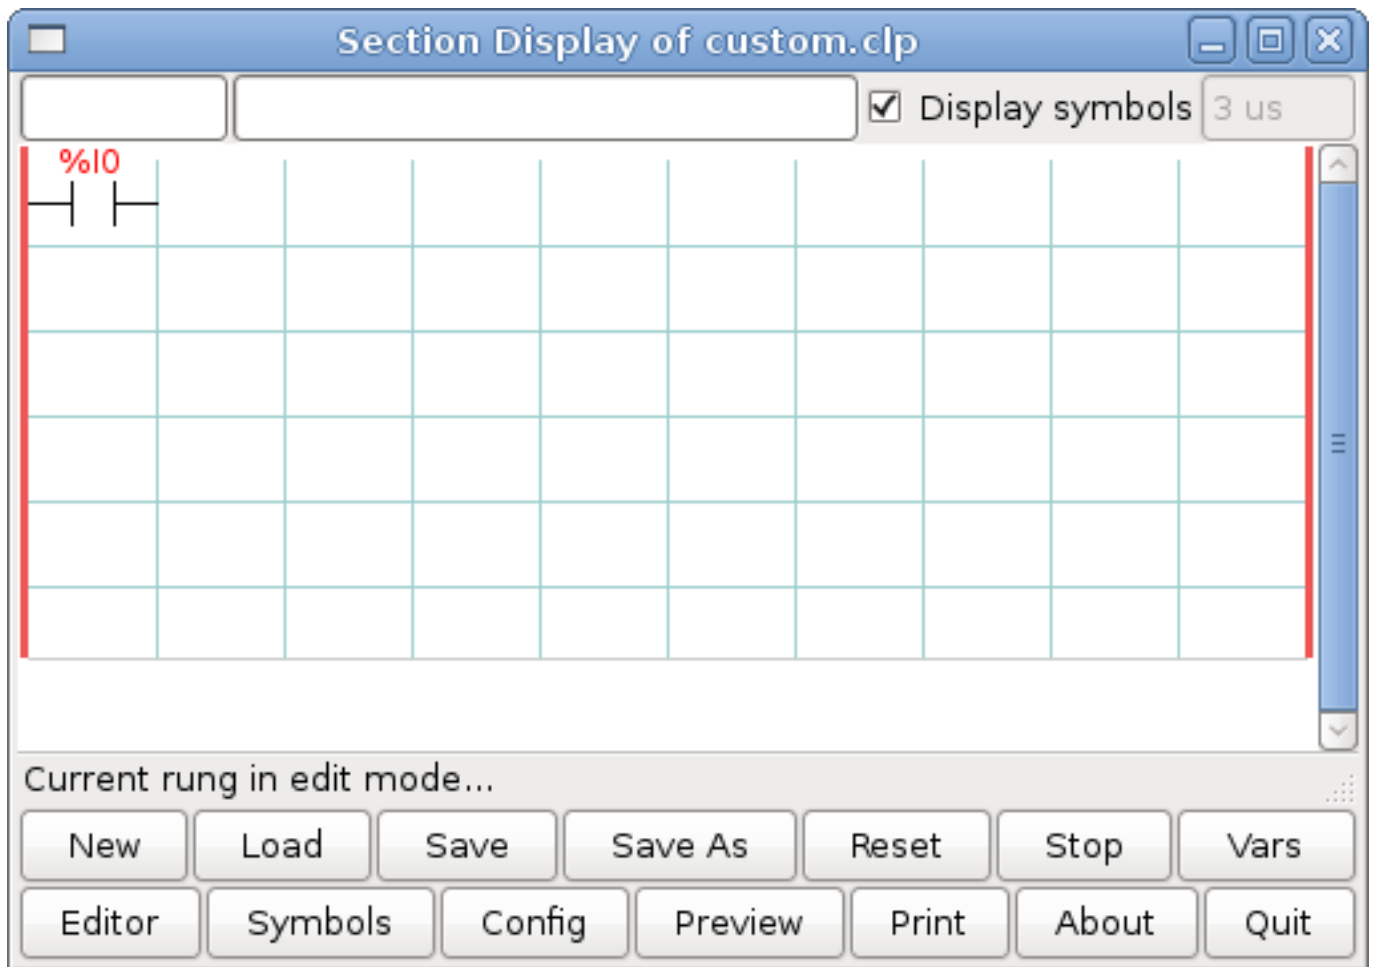 Section Display of custom.clp
Display symbols 3 us
%I0
Current rung in edit mode...
New Load Save Save As Reset Stop Vars
Editor Symbols Config Preview Print About Quit